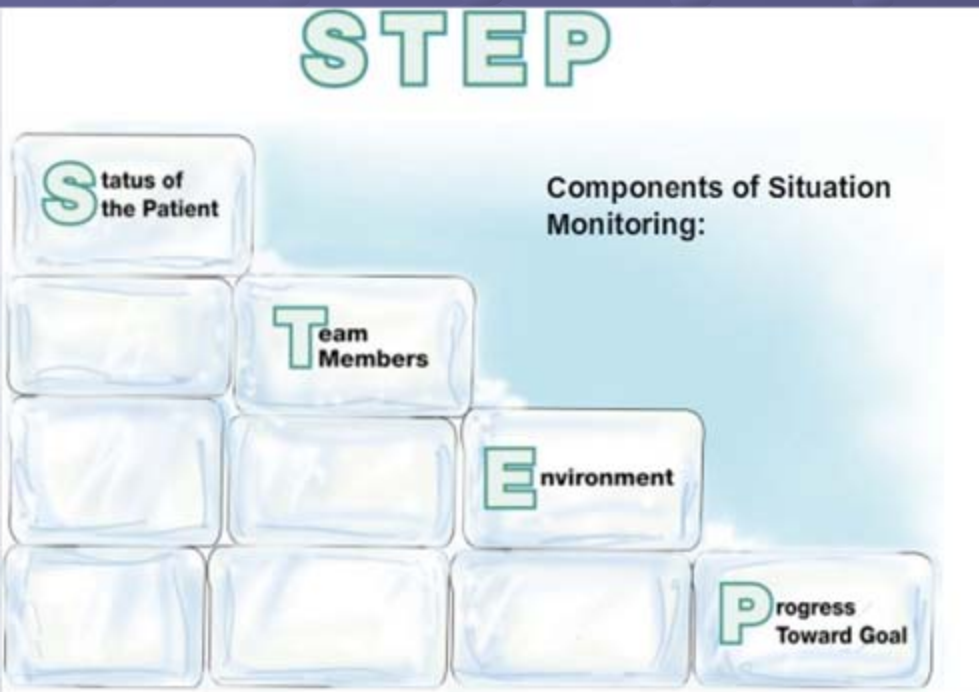 STEP
Status of
the Patient
Components of Situation
Monitoring:
Team
Members
Environment
Progress
Toward Goal